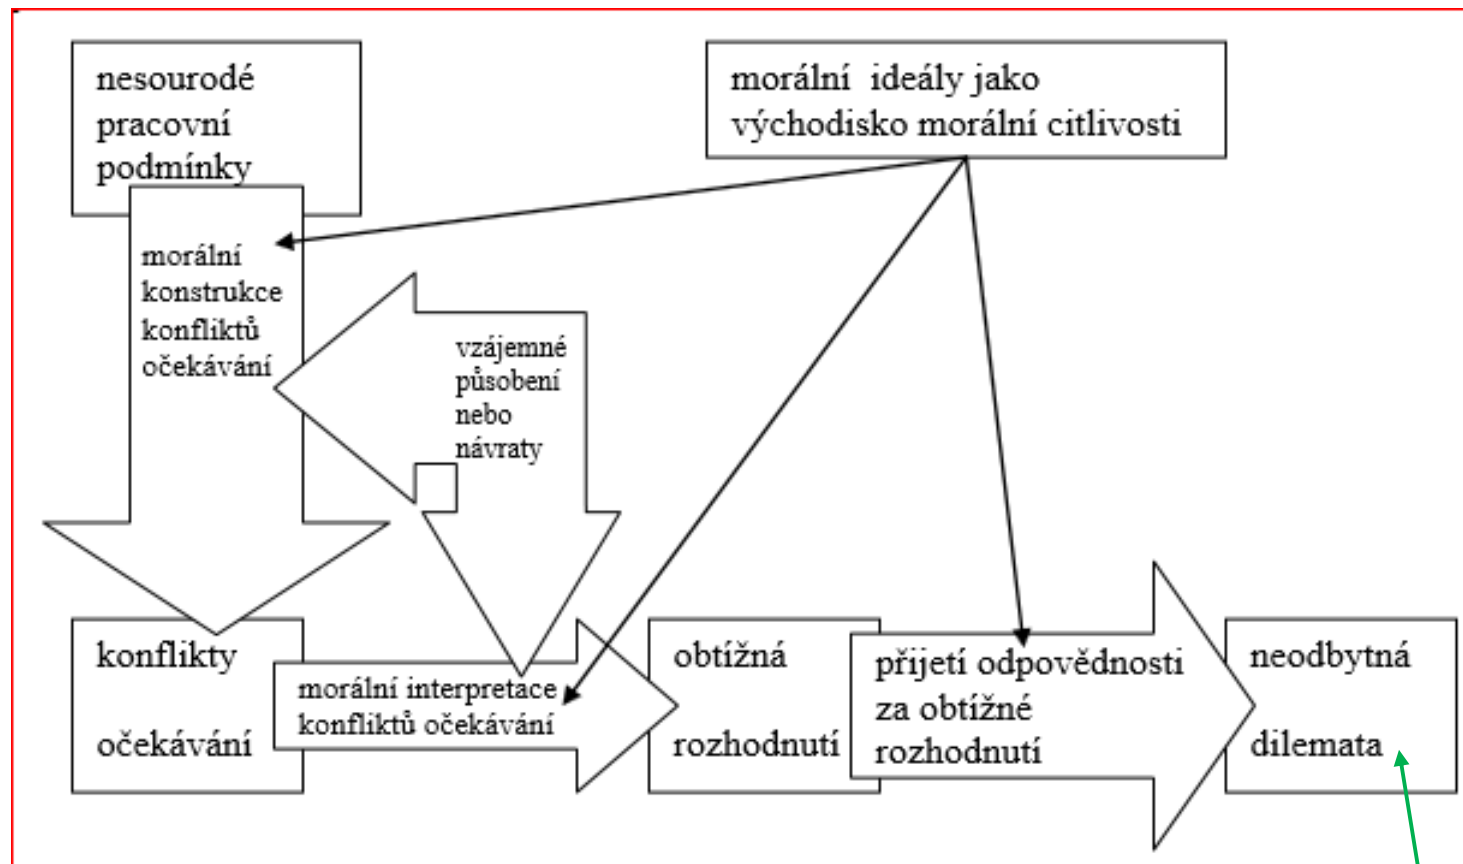 nesourodé
pracovní
podmínky
morální ideály jako
východisko morální citlivosti
morální
konstrukce
konfliktů
očekávání
vzájemné
působení
nebo
návraty
konflikty
očekávání
morální interpretace
konfliktů očekávání
obtížná
rozhodnutí
přijetí odpovědnosti
za obtížné
rozhodnutí
neodbytná
dilemata